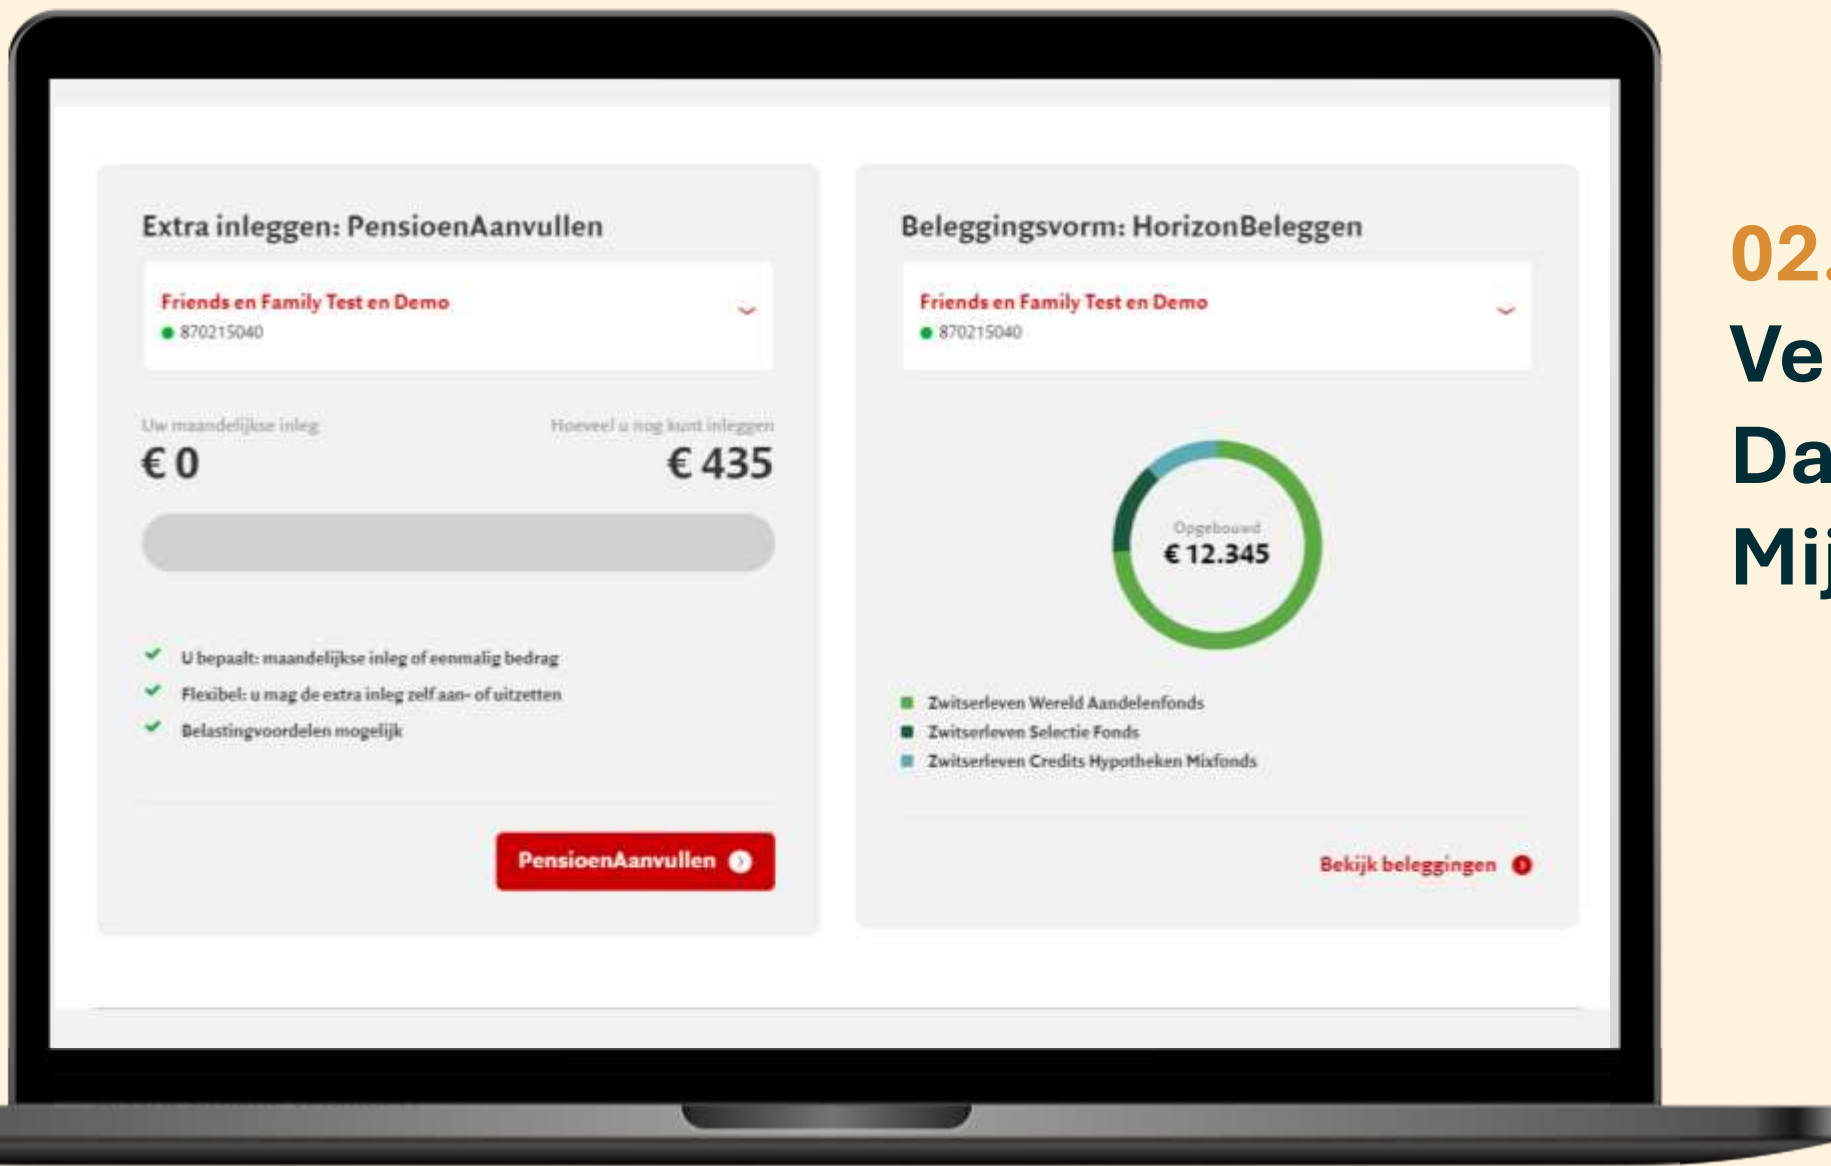 Extra inleggen: PensioenAanvullen
Friends en Family Test en Demo
870215040
Uw maandelijkse inleg
Hoeveel u nog kunt inleggen
€ 0
€ 435
U bepaalt: maandelijkse inleg of eenmalig bedrag
Flexibel: u mag de extra inleg zelf aan- of uitzetten
Belastingvoordelen mogelijk
PensioenAanvullen
Beleggingsvorm: HorizonBeleggen
Friends en Family Test en Demo
870215040
Opgebouwd
€ 12.345
Zwitserleven Wereld Aandelenfonds
Zwitserleven Selectie Fonds
Zwitserleven Credits Hypotheken Mixfonds
Bekijk beleggingen
02.
Ve
Da
Mij